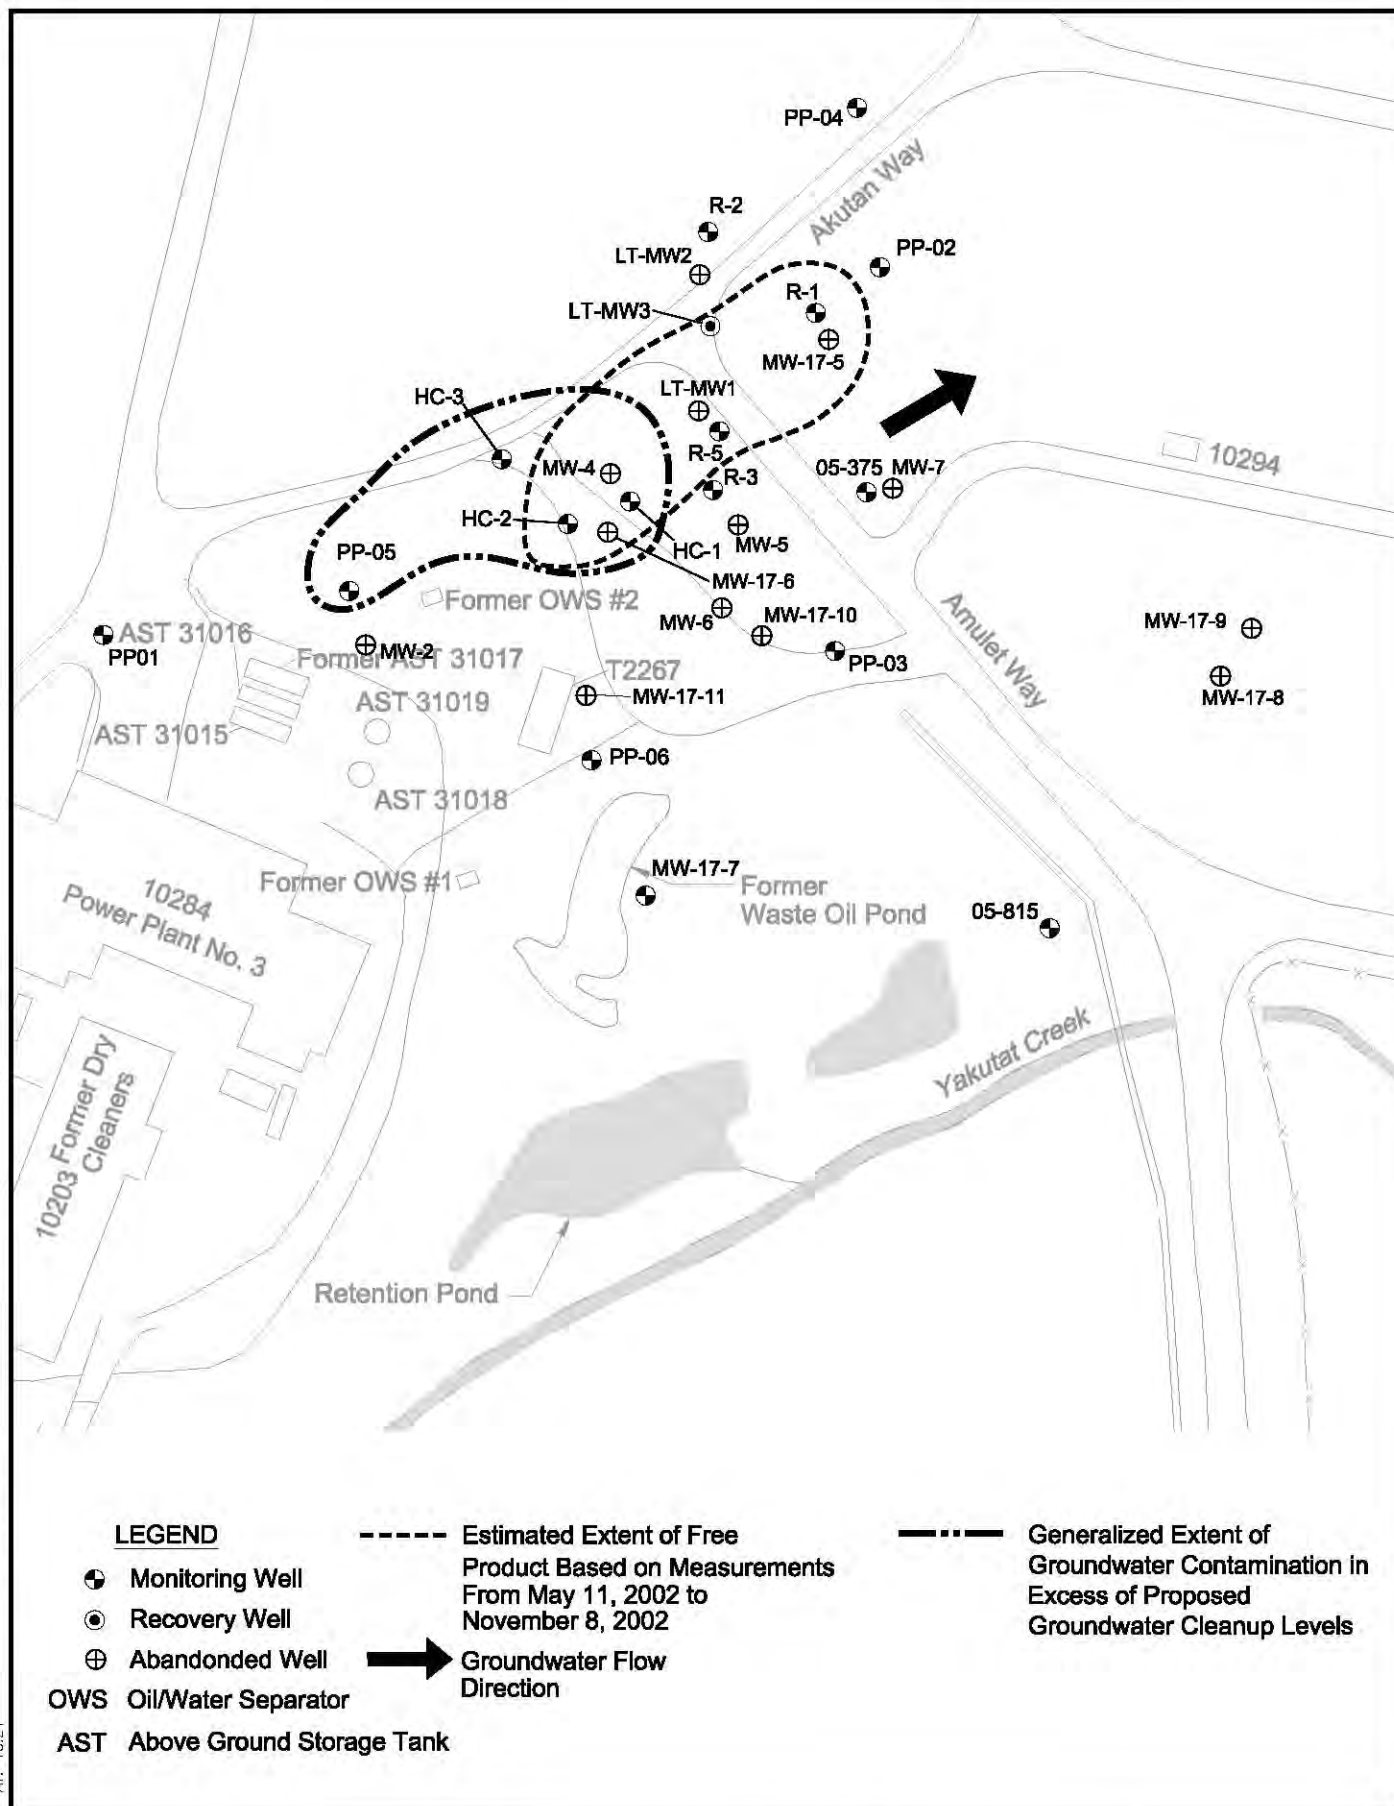 PP-04
Akutan Way
R-2
LT-MW2
PP-02
LT-MW3
R-1
MW-17-5
HC-3
LT-MW1
R-5
MW-4
R-3
05-375
MW-7
10294
HC-2
HC-1
MW-5
PP-05
MW-17-6
Former OWS #2
MW-6
MW-17-10
Amulet Way
MW-17-9
AST 31016
PP01
MW-2
Former AST 31017
T2267
PP-03
MW-17-8
AST 31019
MW-17-11
AST 31015
PP-06
AST 31018
10284
Power Plant No. 3
Former OWS #1
MW-17-7
Former
Waste Oil Pond
05-815
Yakutat Creek
10203 Former Dry
Cleaners
Retention Pond
LEGEND
Monitoring Well
Recovery Well
Abandonded Well
OWS Oil/Water Separator
AST Above Ground Storage Tank
Estimated Extent of Free
Product Based on Measurements
From May 11, 2002 to
November 8, 2002
Groundwater Flow
Direction
Generalized Extent of
Groundwater Contamination in
Excess of Proposed
Groundwater Cleanup Levels